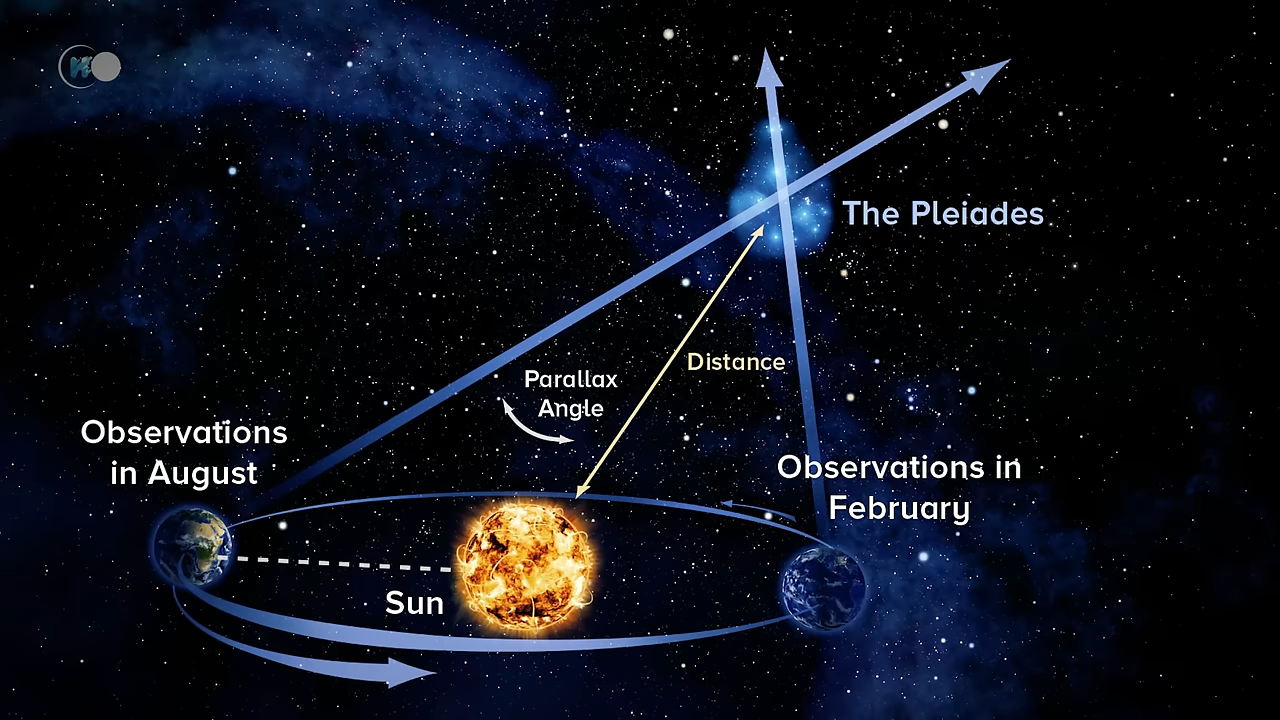 The Pleiades
Distance
Parallax
Angle
Observations
in August
Observations in
February
Sun